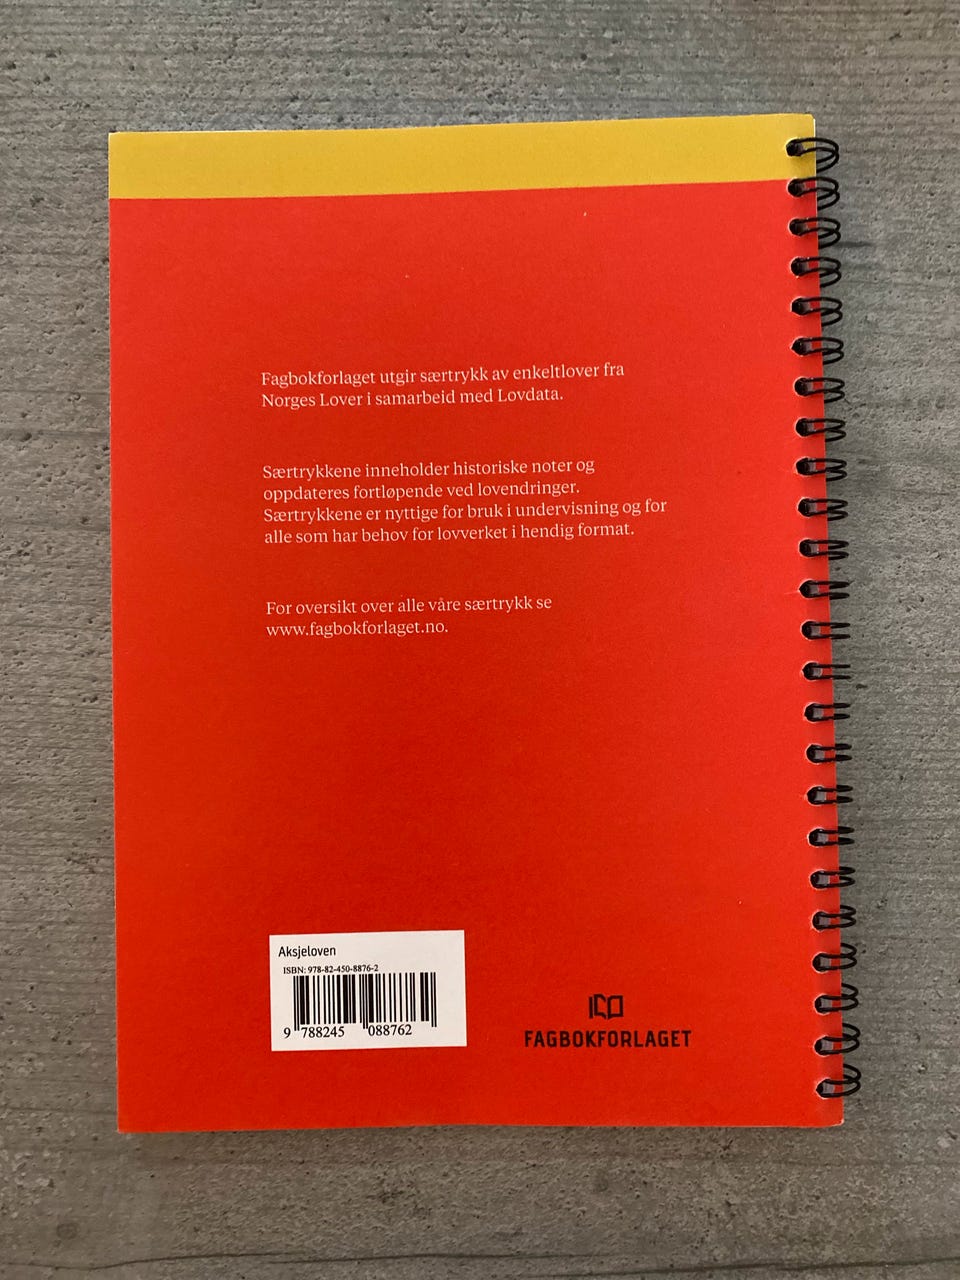 Fagbokforlaget utgir særtrykk av enkeltlover fra
Norges Lover i samarbeid med Lovdata.
Særtrykkene inneholder historiske noter og
oppdateres fortløpende ved lovendringer.
Særtrykkene er nyttige for bruk i undervisning og for
alle som har behov for lovverket i hendig format.
For oversikt over alle våre særtrykk se
www.fagbokforlaget.no.
Aksjeloven
ISBN: 978-82-450-8876-2
9 788245 088762
FAGBOKFORLAGET